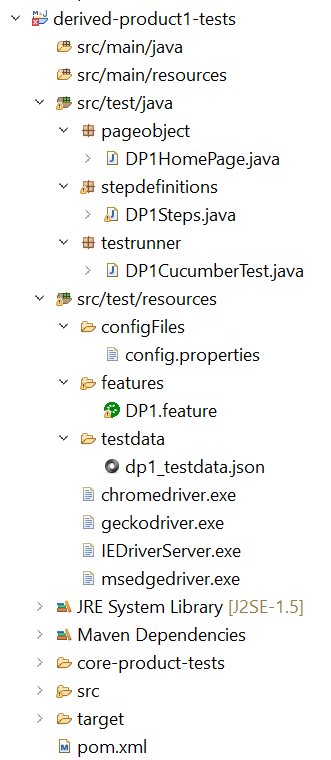 derived-product1-tests
src/main/java
src/main/resources
src/test/java
pageobject
DP1HomePage.java
stepdefinitions
DP1Steps.java
testrunner
DP1CucumberTest.java
src/test/resources
configFiles
config.properties
features
DP1.feature
testdata
dp1_testdata.json
chromedriver.exe
geckodriver.exe
IEDriverServer.exe
msedgedriver.exe
JRE System Library [J2SE-1.5]
Maven Dependencies
core-product-tests
src
target
pom.xml